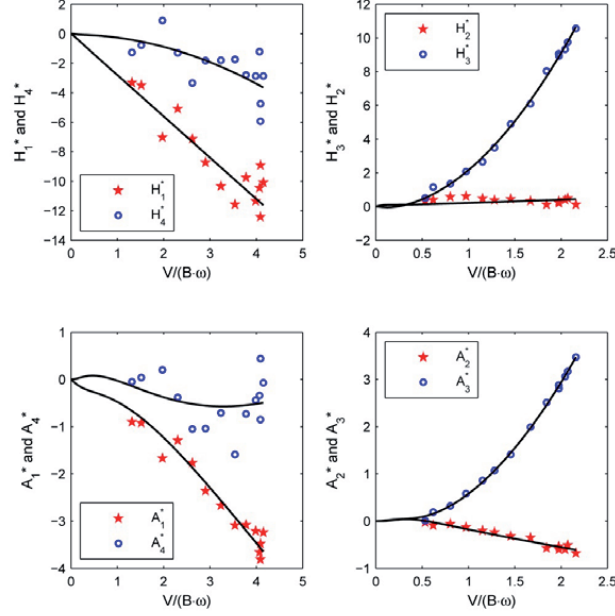 4
2
0
-2
-4
-6
-8
-10
-12
-14
0 1 2 3 4 5
H1* and H4*
V/(B·ω)
H1*
H4*
12
10
8
6
4
2
0
-2
0 0.5 1 1.5 2 2.5
H3* and H2*
V/(B·ω)
H2*
H3*
1
0
-1
-2
-3
-4
0 1 2 3 4 5
A1* and A4*
V/(B·ω)
A1*
A4*
4
3
2
1
0
-1
0 0.5 1 1.5 2 2.5
A2* and A3*
V/(B·ω)
A2*
A3*